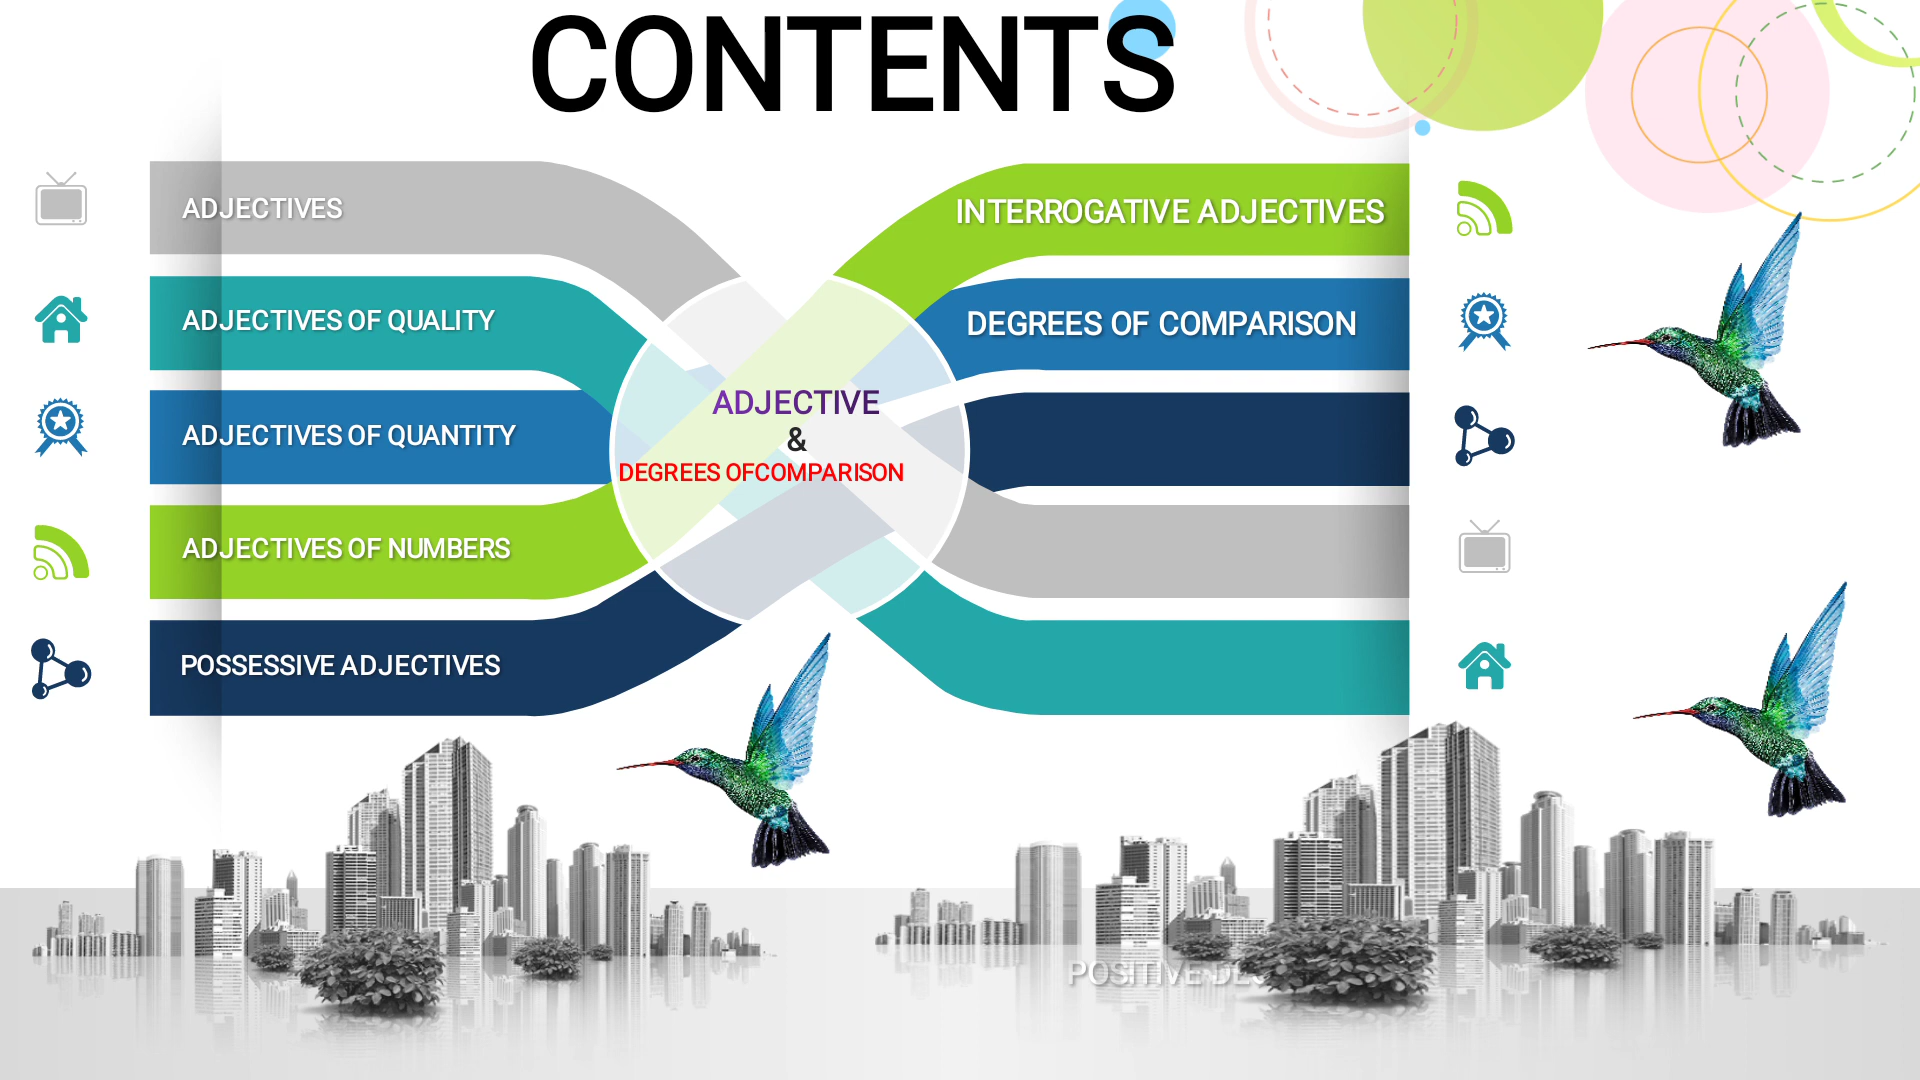 CONTENTS
ADJECTIVES
ADJECTIVES OF QUALITY
ADJECTIVES OF QUANTITY
ADJECTIVES OF NUMBERS
POSSESSIVE ADJECTIVES
ADJECTIVE
&
DEGREES OFCOMPARISON
INTERROGATIVE ADJECTIVES
DEGREES OF COMPARISON
POSITIVE